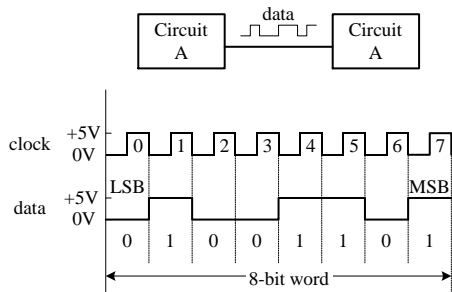 data
Circuit A
Circuit A
clock
+5V
0V
0 1 2 3 4 5 6 7
LSB
MSB
data
+5V
0V
0 1 0 0 1 1 0 1
8-bit word